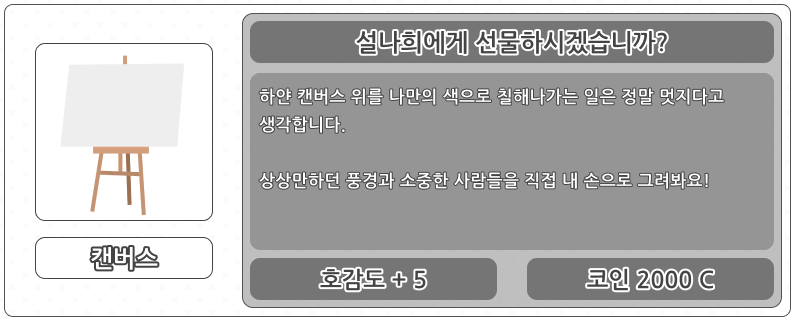 설나희에게 선물하시겠습니까?
하얀 캔버스 위를 나만의 색으로 칠해나가는 일은 정말 멋지다고
생각합니다.
상상만하던 풍경과 소중한 사람들을 직접 내 손으로 그려봐요!
캔버스
호감도 + 5
코인 2000 C